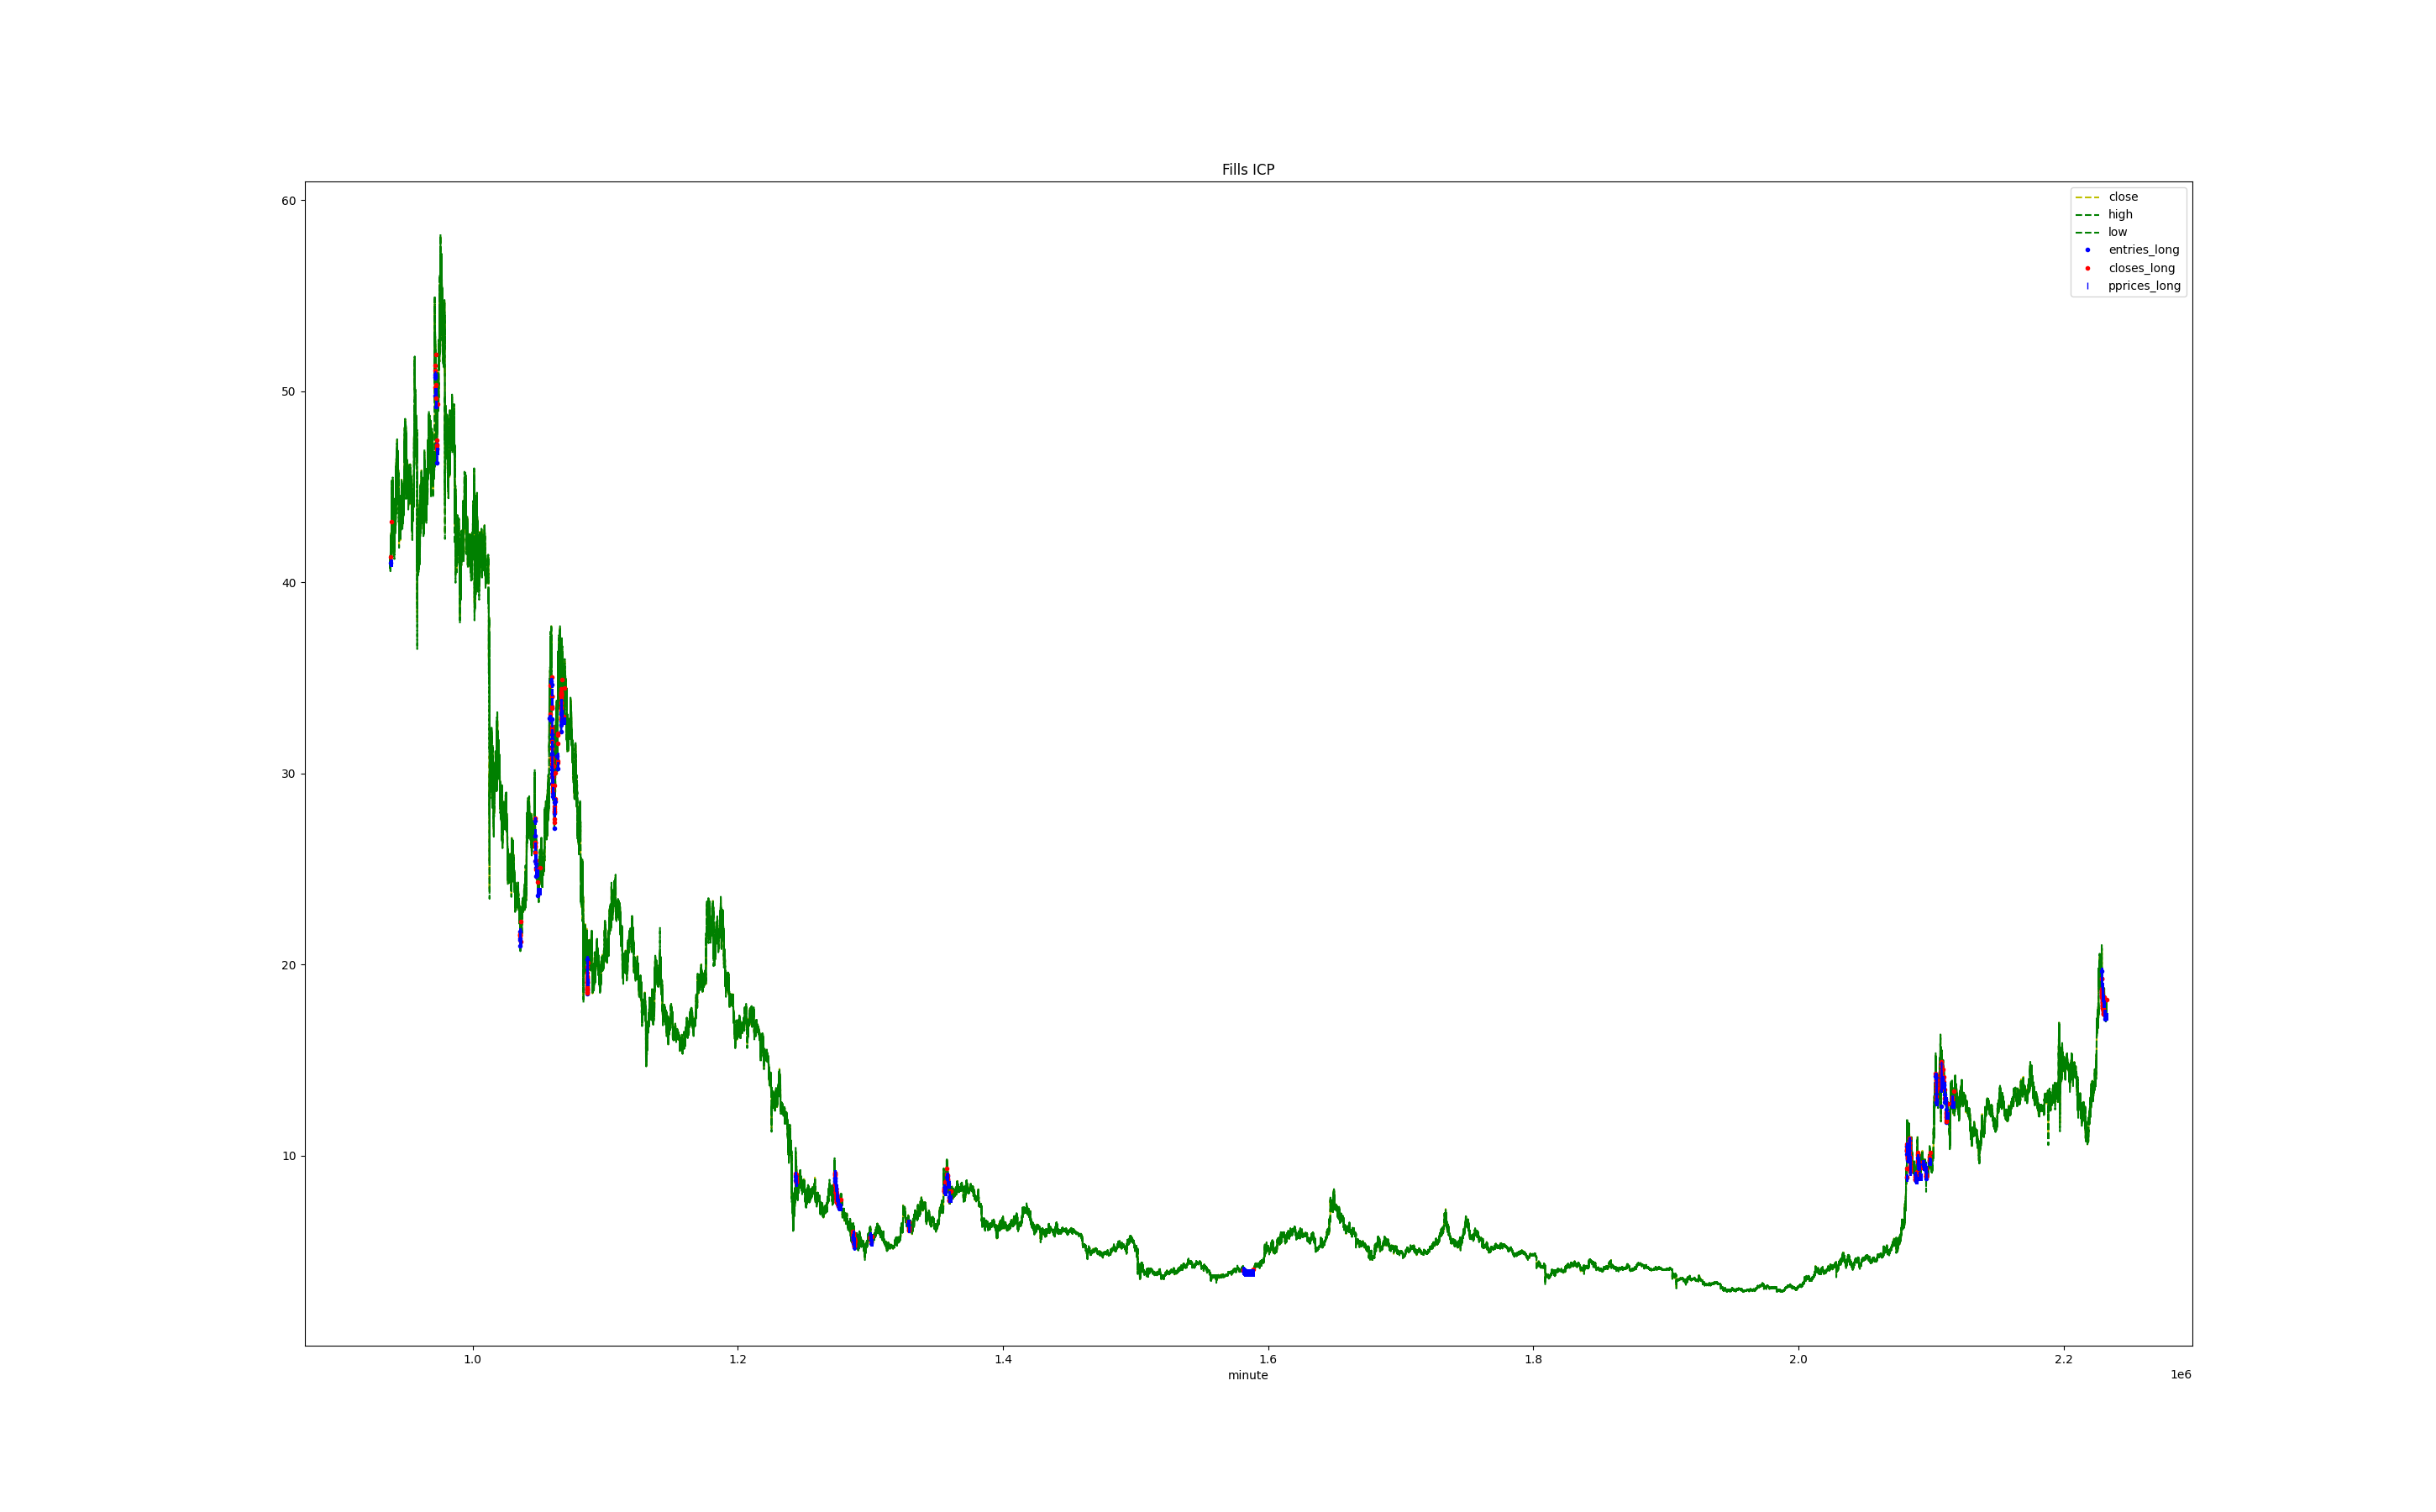 Fills ICP
60
50
40
30
20
10
close
high
low
entries_long
closes_long
pprices_long
1.0 1.2 1.4 1.6 1.8 2.0 2.2
minute
1e6